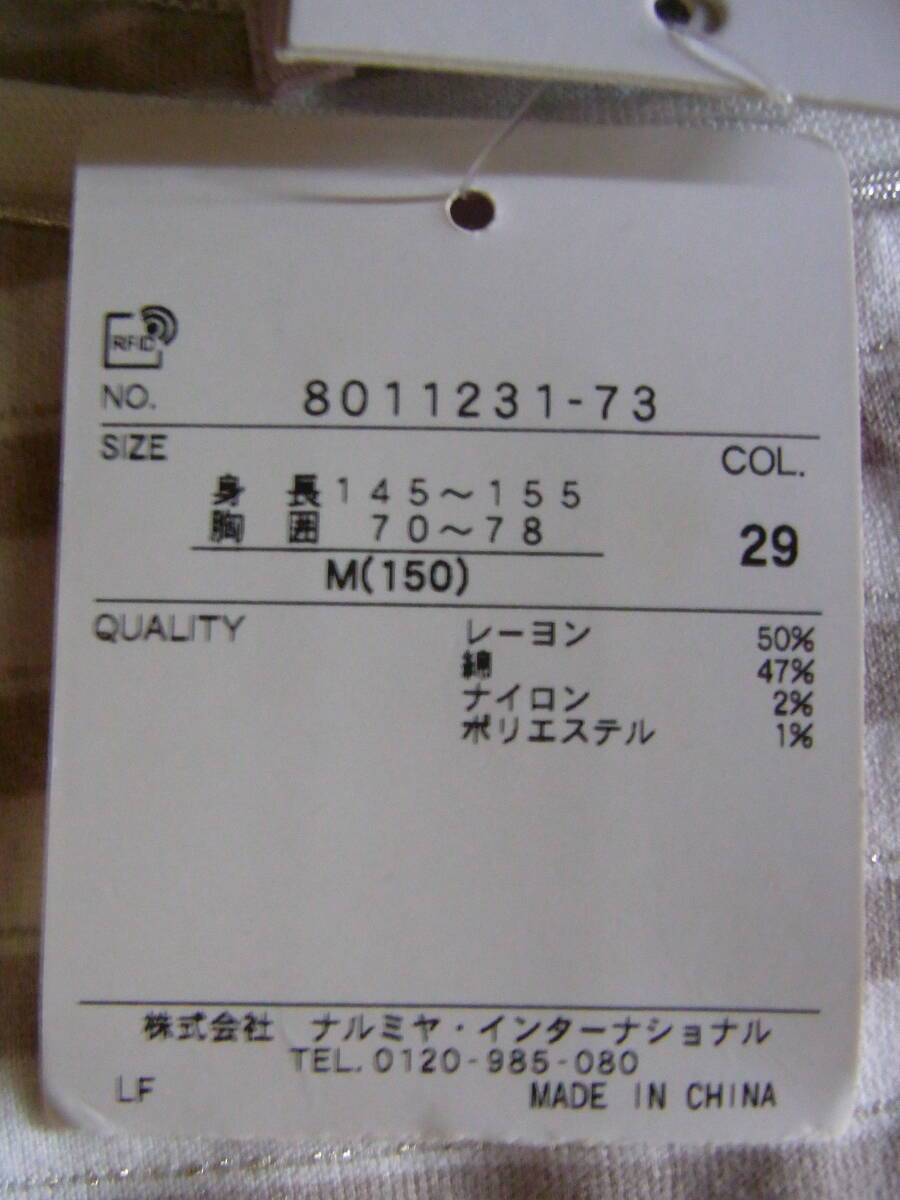 RFID
NO. 8011231-73
SIZE COL.
身 長 145～155
胸 囲 70～78
29
M(150)
QUALITY レーヨン 50%
綿 47%
ナイロン 2%
ポリエステル 1%
株式会社 ナルミヤ・インターナショナル
TEL.0120-985-080
LF MADE IN CHINA